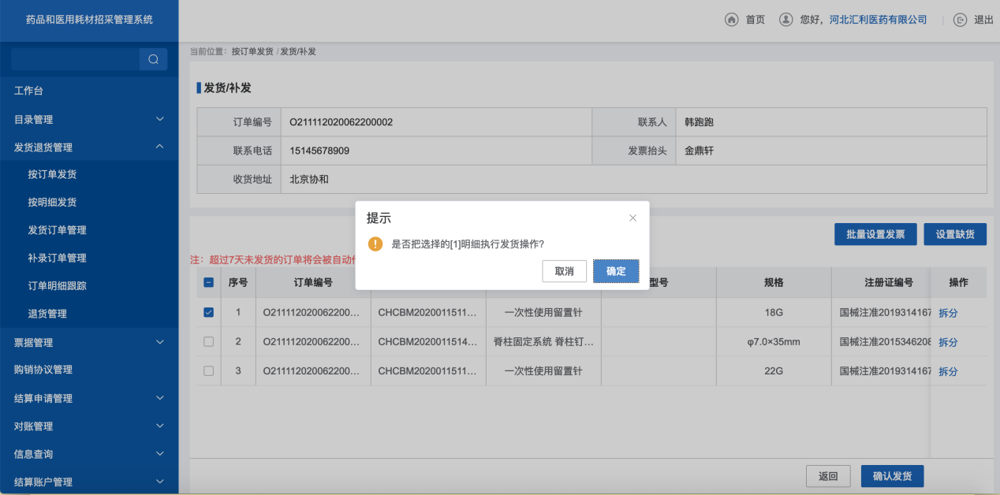 药品和医用耗材招采管理系统
首页
您好，河北汇利医药有限公司
退出
当前位置：按订单发货 / 发货/补发
工作台
目录管理
发货退货管理
按订单发货
按明细发货
发货订单管理
补录订单管理
订单明细跟踪
退货管理
票据管理
购销协议管理
结算申请管理
对账管理
信息查询
结算账户管理
发货/补发
订单编号 O211112020062200002 联系人 韩跑跑
联系电话 15145678909 发票抬头 金鼎轩
收货地址 北京协和
提示
是否把选择的[1]明细执行发货操作?
取消 确定
批量设置发票 设置缺货
注：超过7天未发货的订单将会被自动
序号 订单编号 型号 规格 注册证编号 操作
1 O211112020062200... CHCBM2020011511... 一次性使用留置针 18G 国械注准2019314167 拆分
2 O211112020062200... CHCBM2020011514... 脊柱固定系统 脊柱钉... φ7.0×35mm 国械注准2015346208 拆分
3 O211112020062200... CHCBM2020011511... 一次性使用留置针 22G 国械注准2019314167 拆分
返回 确认发货